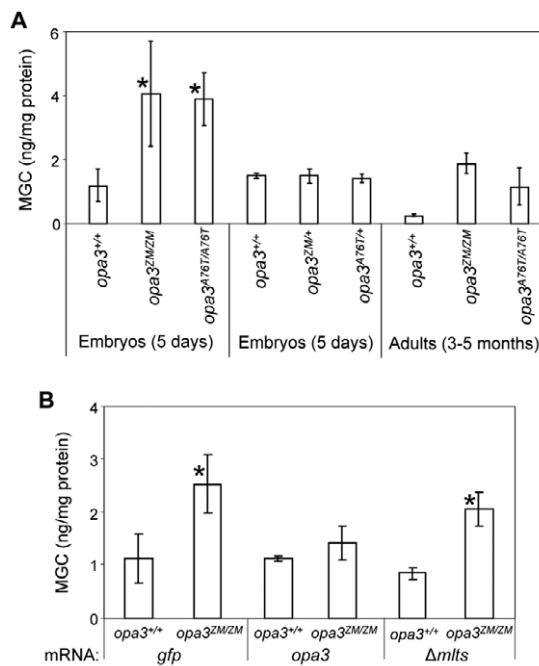 A
MGC (ng/mg protein)
6
4
2
0
*
*
opa3+/+
opa3ZM/ZM
opa3A76T/A76T
opa3+/+
opa3ZM/+
opa3A76T/+
opa3+/+
opa3ZM/ZM
opa3A76T/A76T
Embryos (5 days)
Embryos (5 days)
Adults (3-5 months)
B
MGC (ng/mg protein)
4
3
2
1
0
*
*
opa3+/+ opa3ZM/ZM opa3+/+ opa3ZM/ZM opa3+/+ opa3ZM/ZM
mRNA: gfp opa3 Δmlts